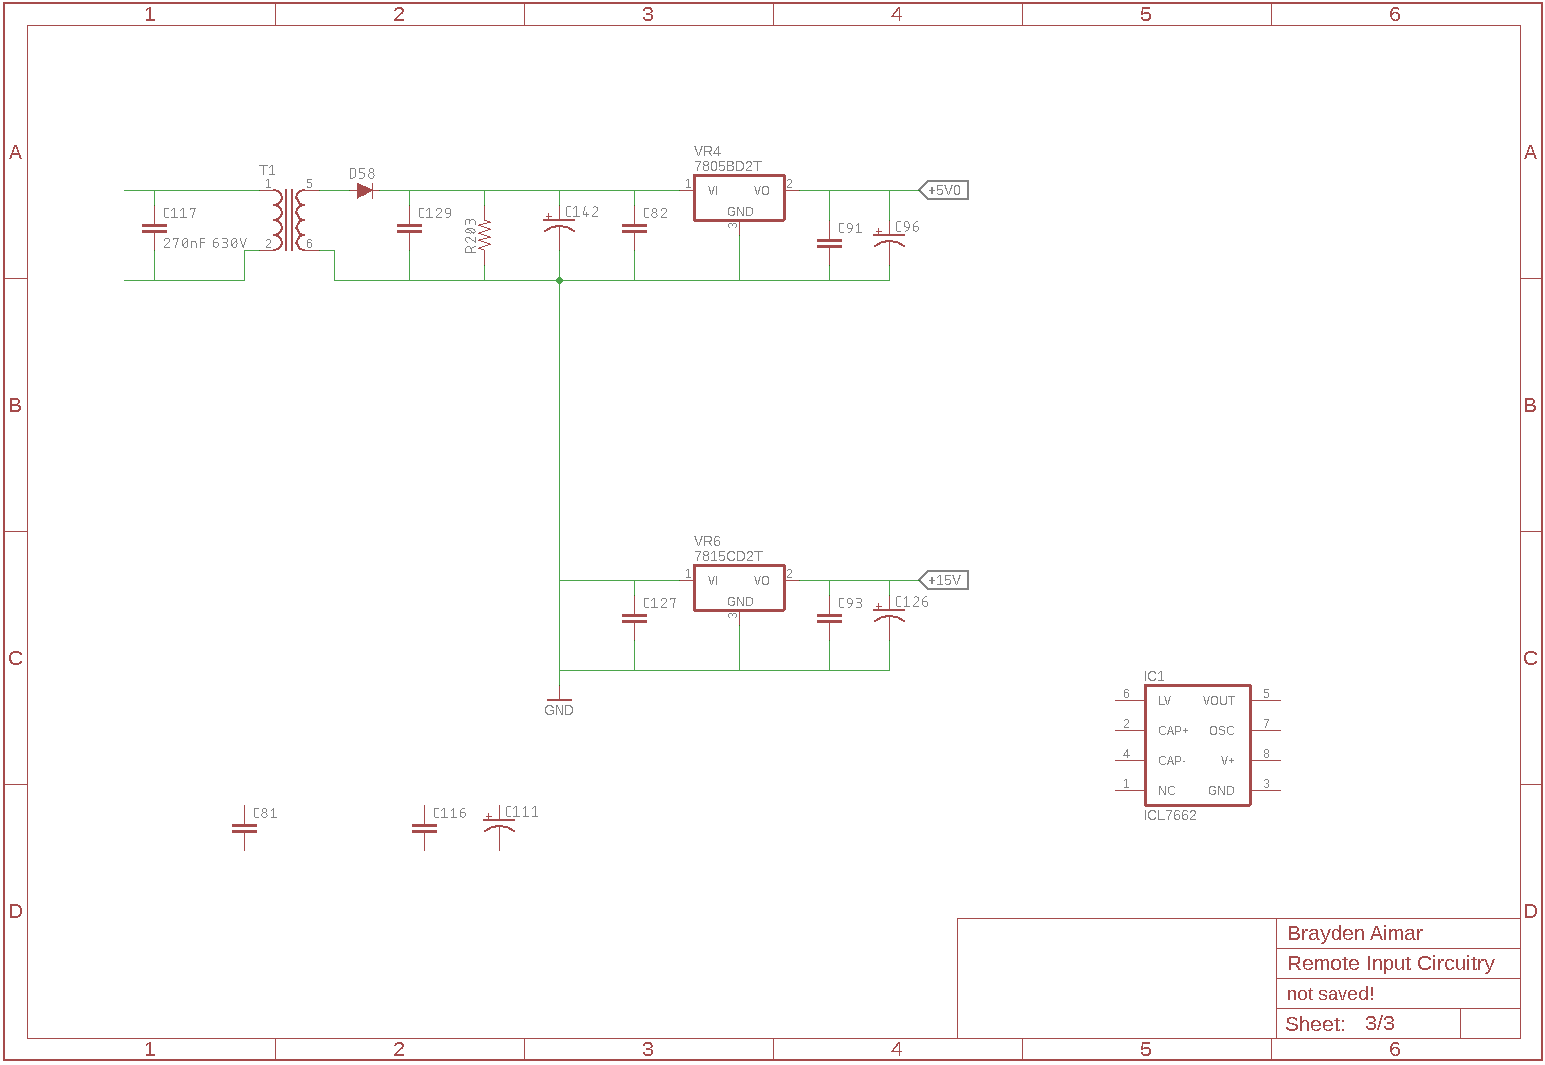 1 2 3 4 5 6
A A
VR4
7805BD2T
T1
D58
1 5
1 VI VO 2
+5V0
C117
C129
R203
C142
C82
GND
3
C91
C96
270nF 630V
2 6
B B
VR6
7815CD2T
1 VI VO 2
+15V
C127
GND
3
C93
C126
C C
GND
IC1
6 LV VOUT 5
2 CAP+ OSC 7
4 CAP- V+ 8
1 NC GND 3
ICL7662
C81
C116
C111
D D
Brayden Aimar
Remote Input Circuitry
not saved!
Sheet: 3/3
1 2 3 4 5 6